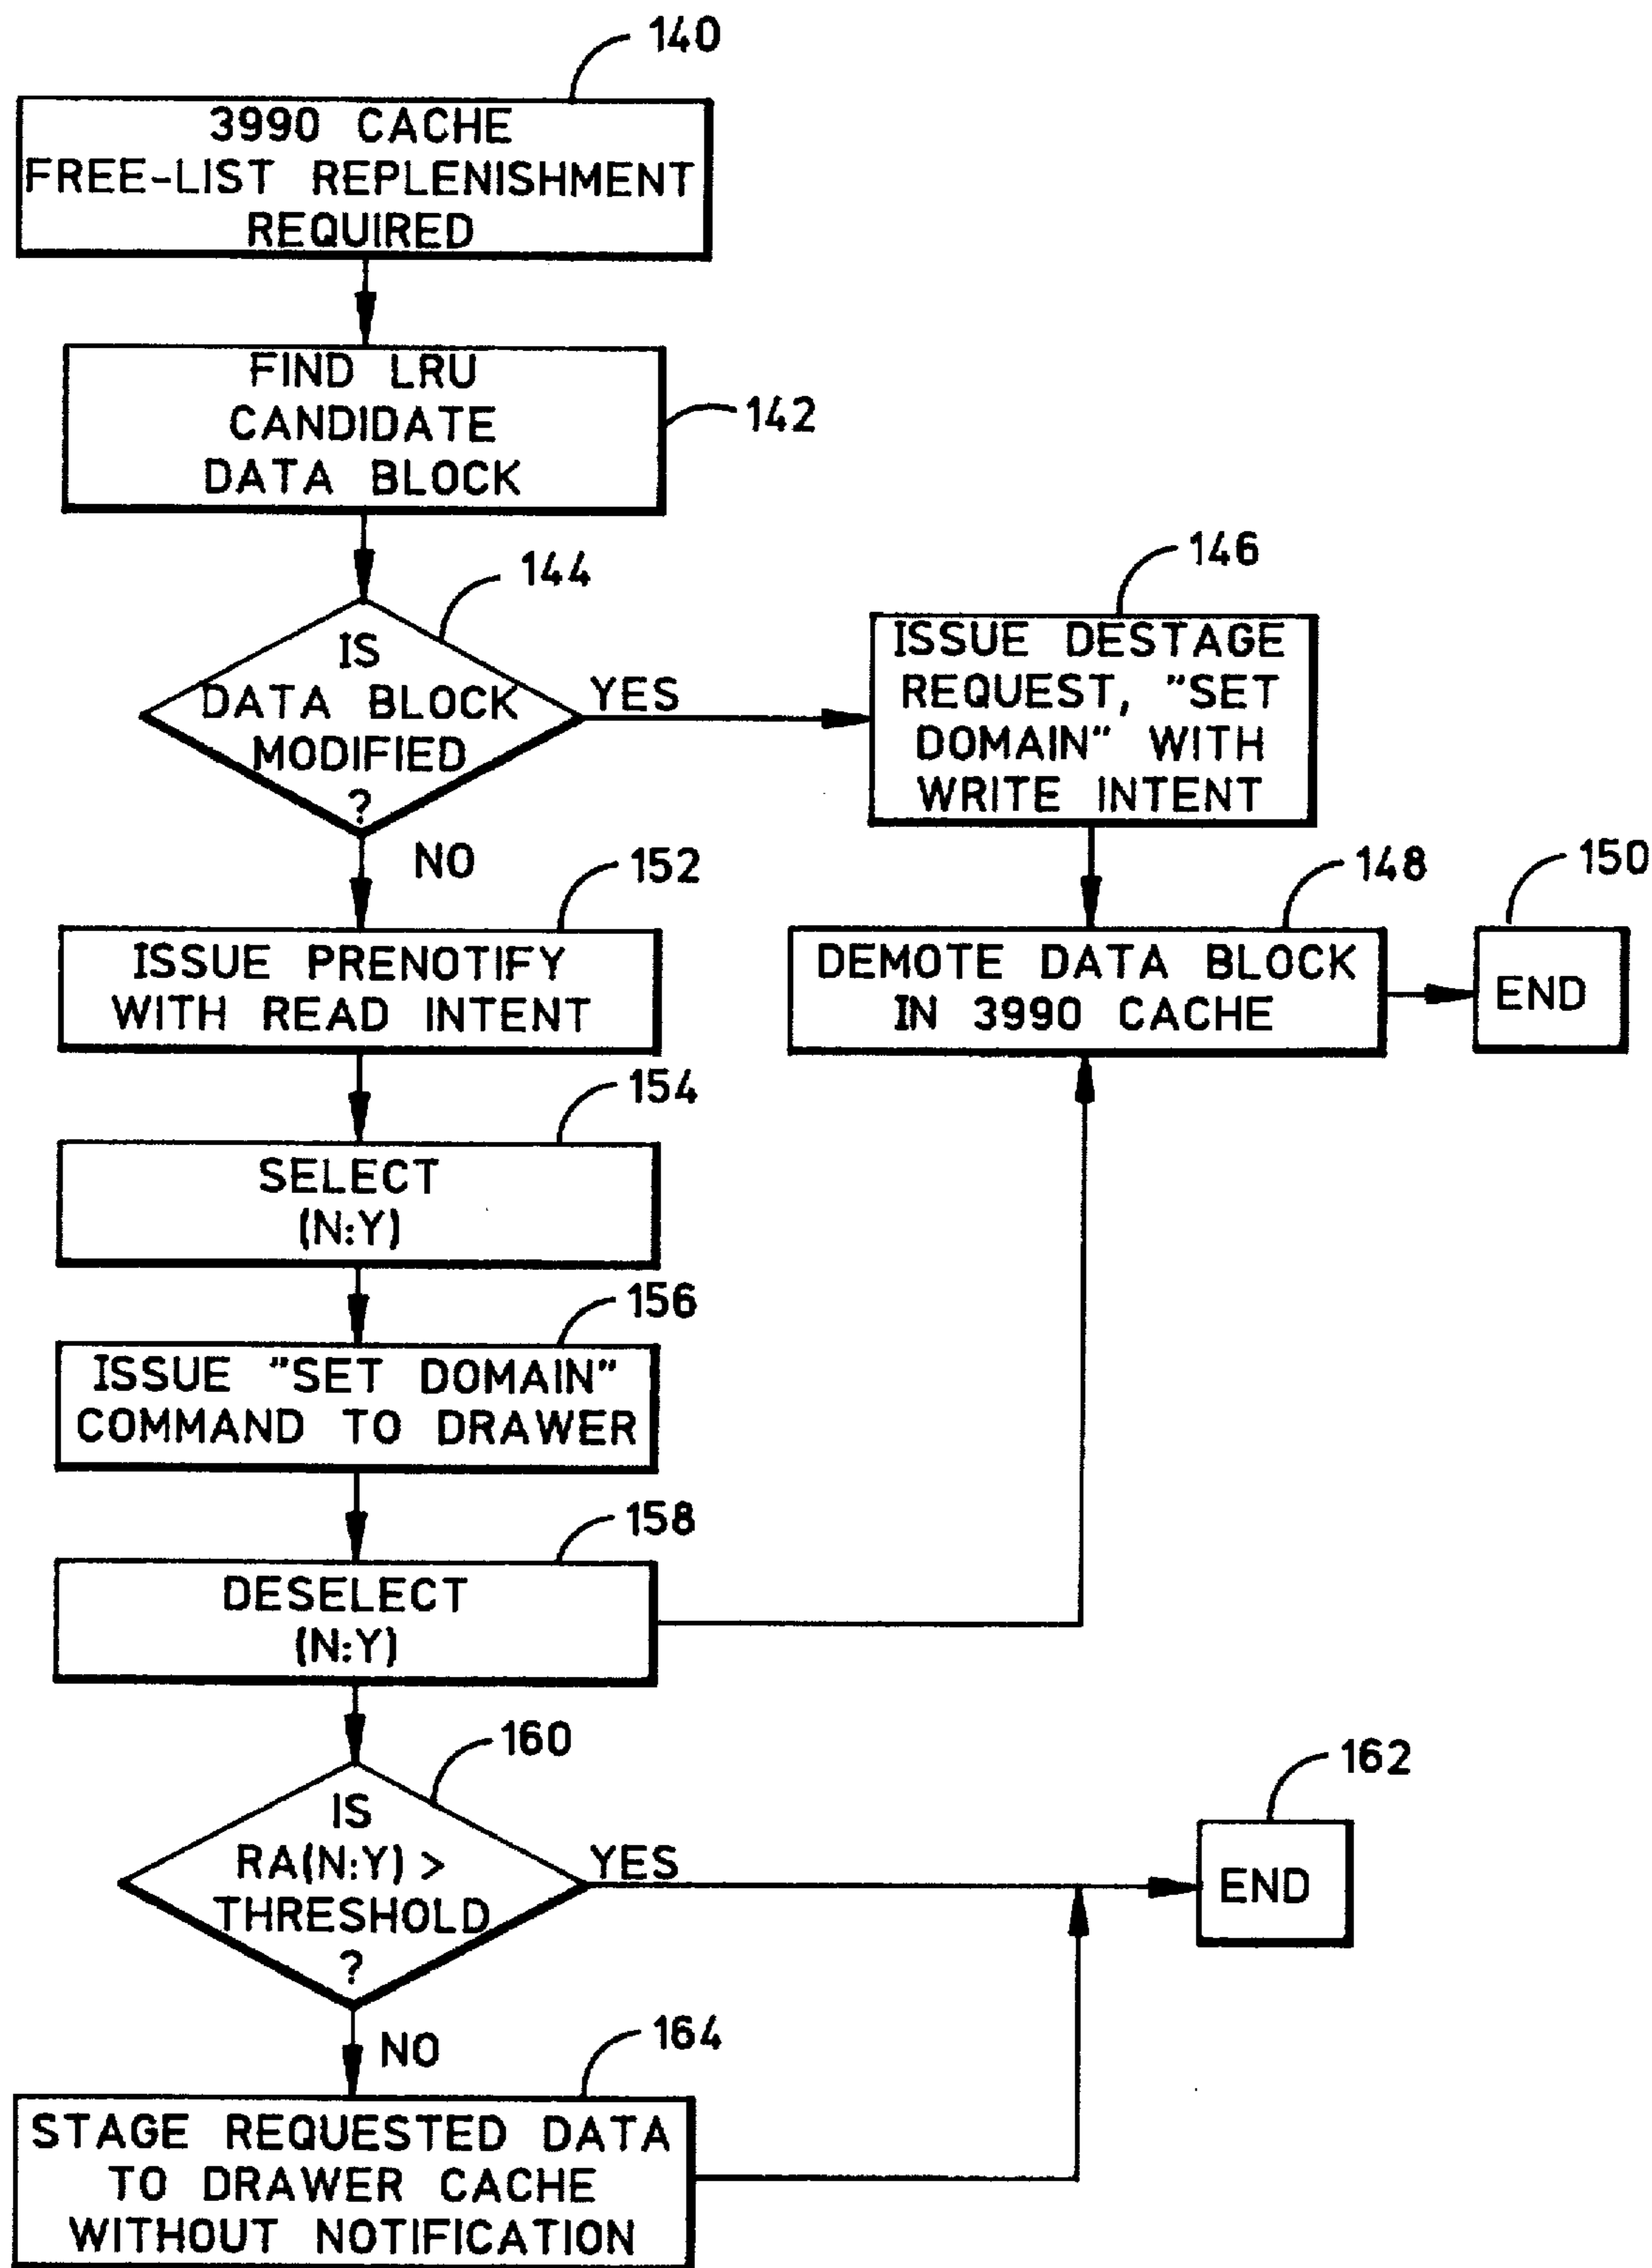 140
3990 CACHE
FREE-LIST REPLENISHMENT
REQUIRED
FIND LRU
CANDIDATE
DATA BLOCK
142
144
IS
DATA BLOCK
MODIFIED
?
YES
NO
146
ISSUE DESTAGE
REQUEST, "SET
DOMAIN" WITH
WRITE INTENT
148
DEMOTE DATA BLOCK
IN 3990 CACHE
150
END
152
ISSUE PRENOTIFY
WITH READ INTENT
154
SELECT
(N:Y)
156
ISSUE "SET DOMAIN"
COMMAND TO DRAWER
158
DESELECT
(N:Y)
160
IS
RA(N:Y) >
THRESHOLD
?
YES
NO
162
END
164
STAGE REQUESTED DATA
TO DRAWER CACHE
WITHOUT NOTIFICATION